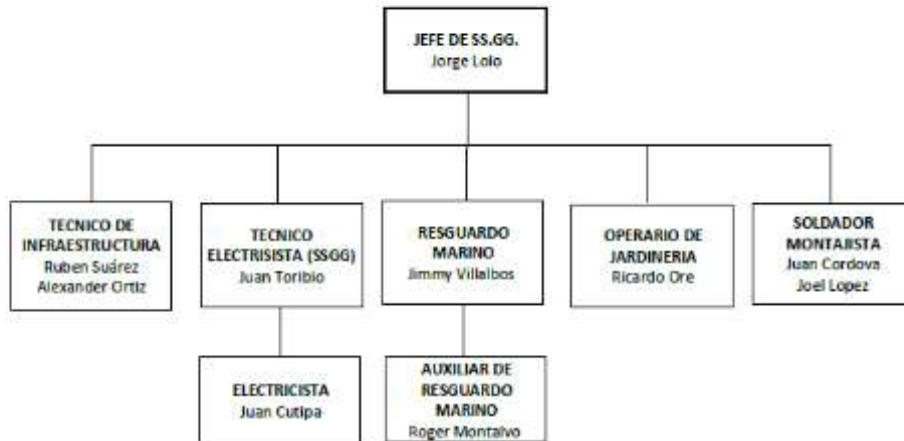 JEFE DE SS.GG.
Jorge Lolo
TECNICO DE
INFRAESTRUCTURA
Ruben Suárez
Alexander Ortiz
TECNICO
ELECTRISISTA (SSGG)
Juan Toribio
RESGUARDO
MARINO
Jimmy Villalbos
OPERARIO DE
JARDINERIA
Ricardo Ore
SOLDADOR
MONTAJISTA
Juan Cordova
Joel Lopez
ELECTRICISTA
Juan Cutipa
AUXILIAR DE
RESGUARDO
MARINO
Roger Montalvo